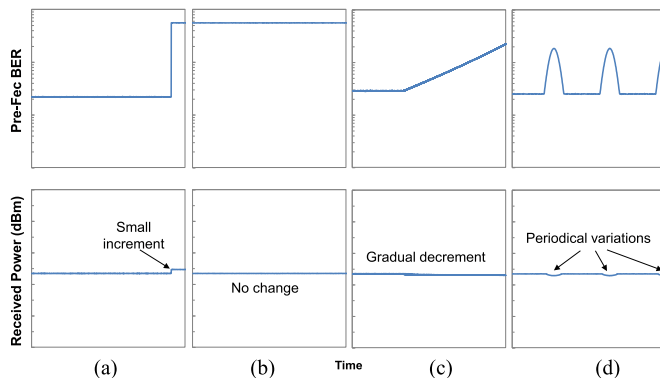 Pre-Fec BER
Received Power (dBm)
Small
increment
No change
Gradual decrement
Periodical variations
(a)
(b)
Time
(c)
(d)